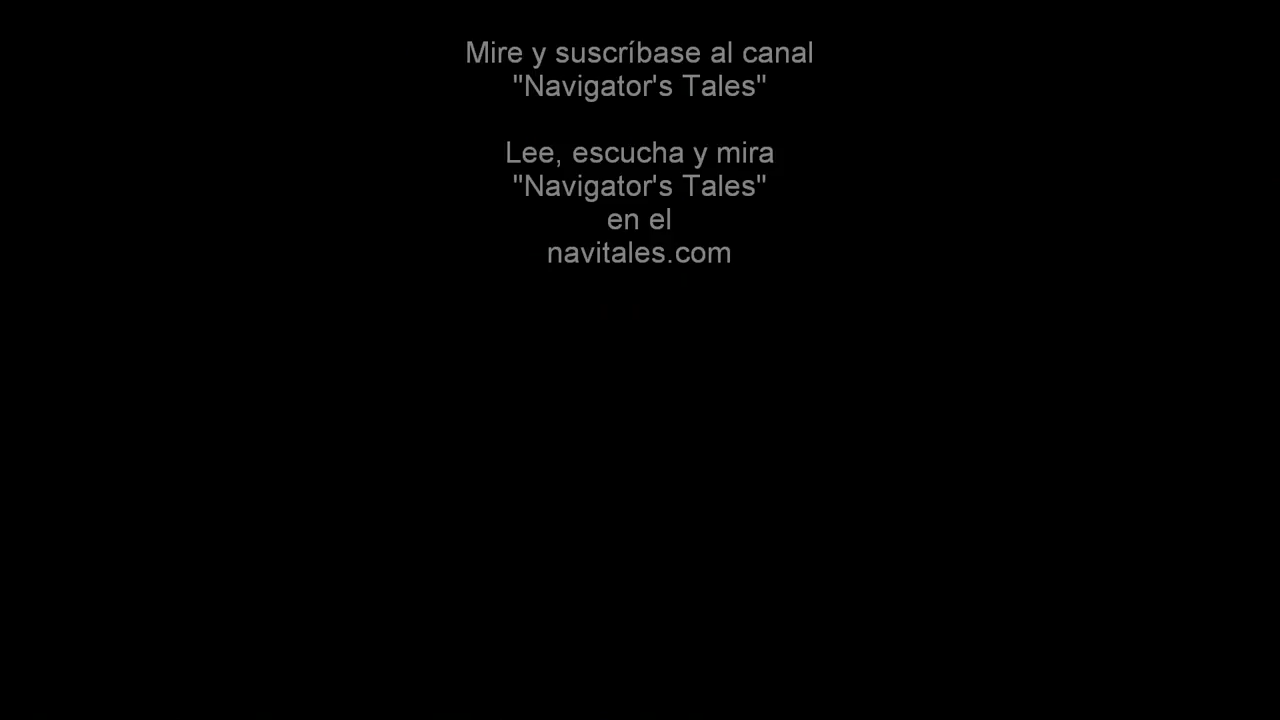 Mire y suscríbase al canal
"Navigator's Tales"
Lee, escucha y mira
"Navigator's Tales"
en el
navitales.com